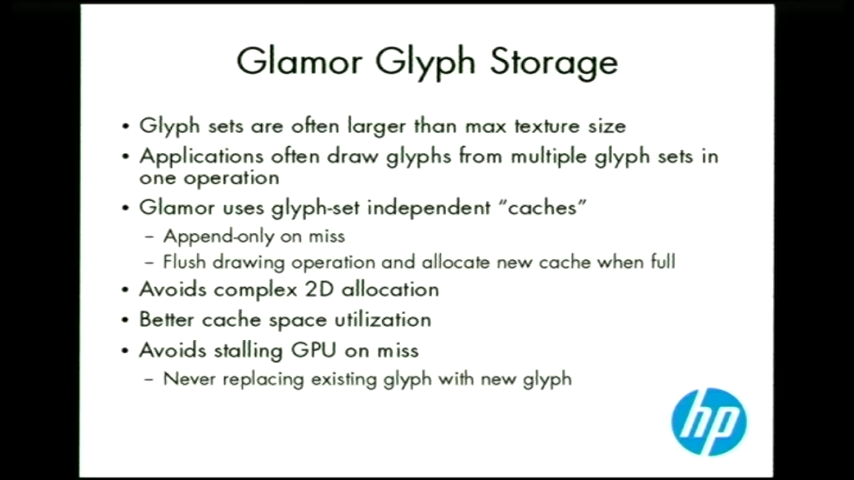 Glamor Glyph Storage
• Glyph sets are often larger than max texture size
• Applications often draw glyphs from multiple glyph sets in
one operation
• Glamor uses glyph-set independent “caches”
– Append-only on miss
– Flush drawing operation and allocate new cache when full
• Avoids complex 2D allocation
• Better cache space utilization
• Avoids stalling GPU on miss
– Never replacing existing glyph with new glyph
hp